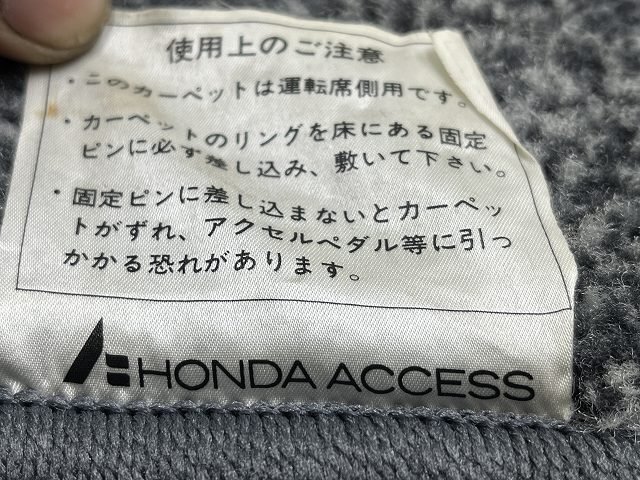 使用上のご注意
・このカーペットは運転席側用です。
・カーペットのリングを床にある固定
ピンに必ず差し込み、敷いて下さい。
・固定ピンに差し込まないとカーペッ
トがずれ、アクセルペダル等に引っ
かかる恐れがあります。
HONDA ACCESS